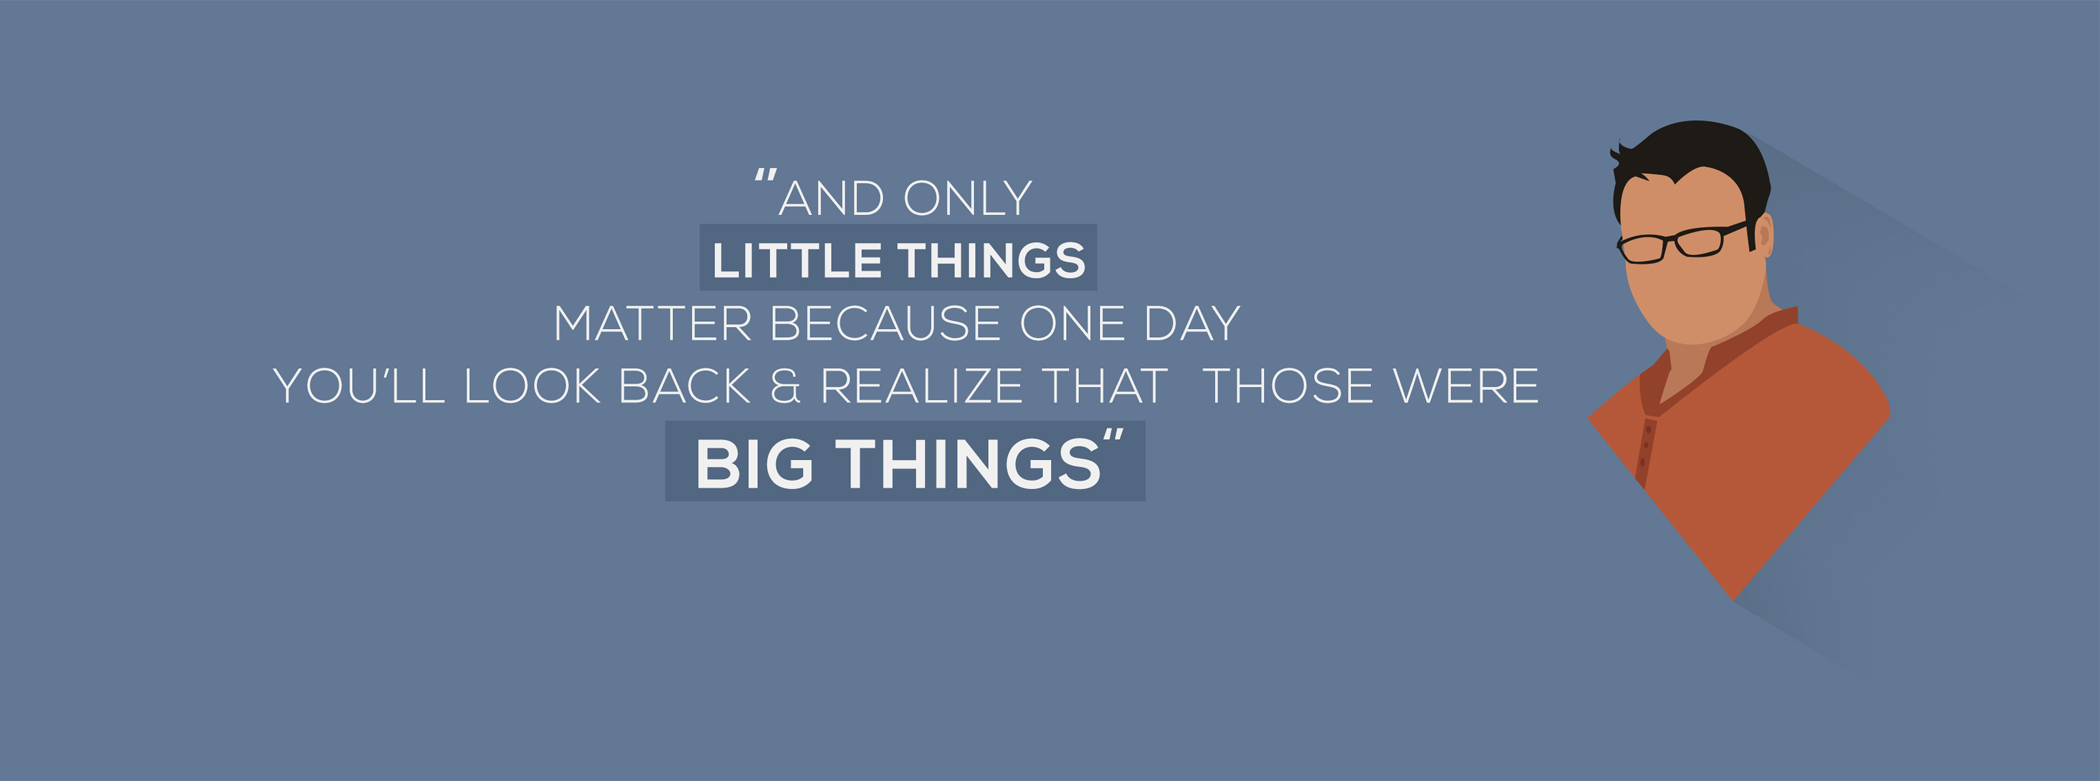 "AND ONLY
LITTLE THINGS
MATTER BECAUSE ONE DAY
YOU'LL LOOK BACK & REALIZE THAT THOSE WERE
BIG THINGS"